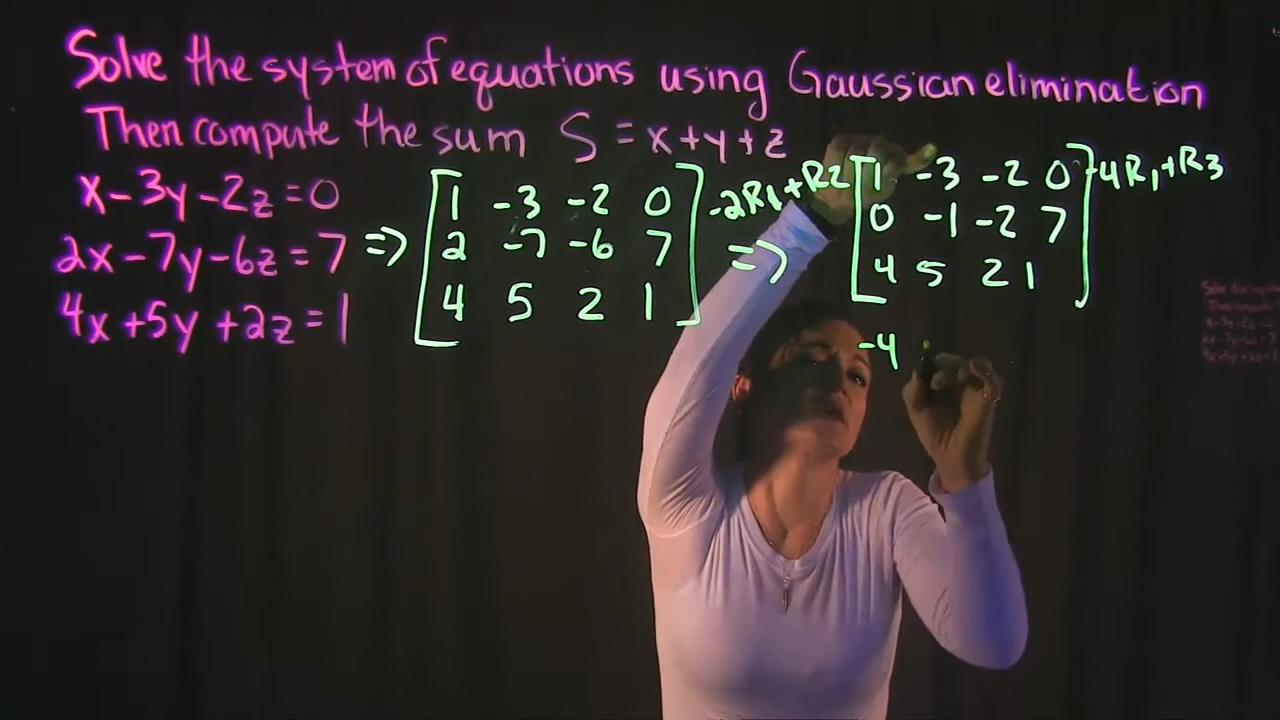 Solve the system of equations using Gaussian elimination
Then compute the sum S = x+y+z
x-3y-2z=0
2x-7y-6z=7
4x+5y+2z=1
=>
1 -3 -2 0
2 -7 -6 7
4 5 2 1
-2R1+R2
=>
1 -3 -2 0
0 -1 -2 7
4 5 2 1
-4R1+R3
-4